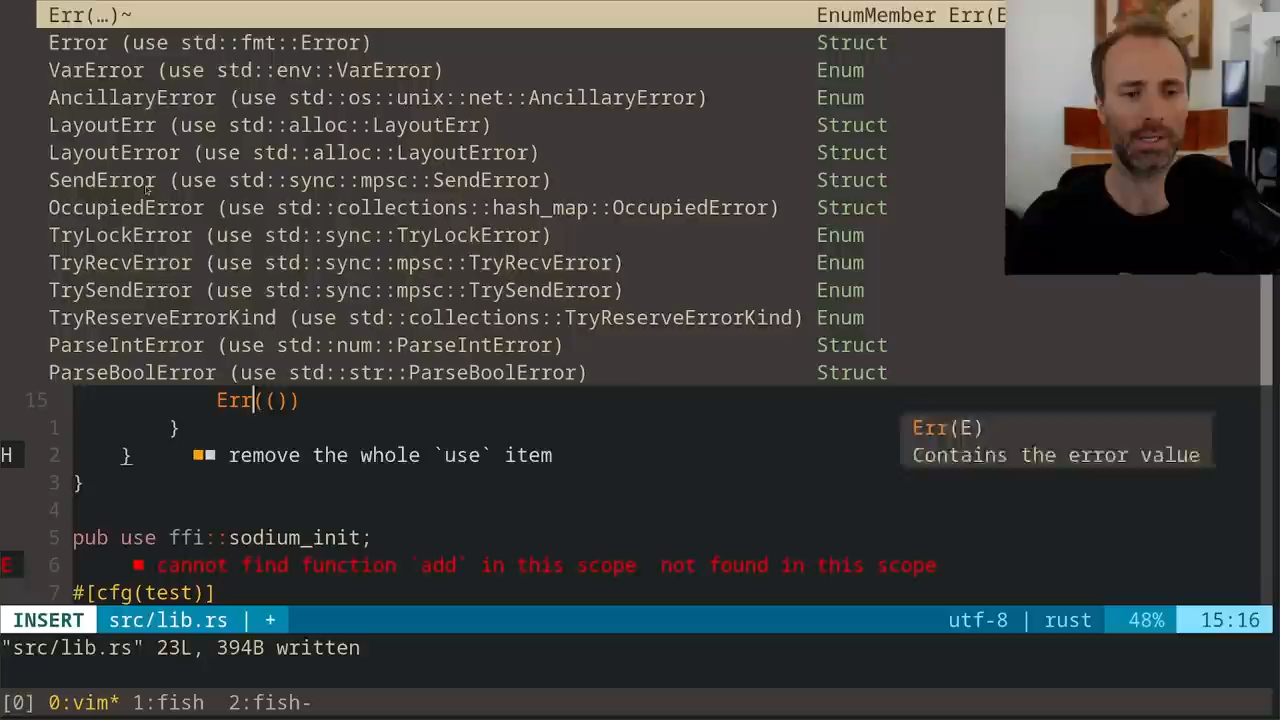 Err(…)~ EnumMember Err(E
Error (use std::fmt::Error) Struct
VarError (use std::env::VarError) Enum
AncillaryError (use std::os::unix::net::AncillaryError) Enum
LayoutErr (use std::alloc::LayoutErr) Struct
LayoutError (use std::alloc::LayoutError) Struct
SendError (use std::sync::mpsc::SendError) Struct
OccupiedError (use std::collections::hash_map::OccupiedError) Struct
TryLockError (use std::sync::TryLockError) Enum
TryRecvError (use std::sync::mpsc::TryRecvError) Enum
TrySendError (use std::sync::mpsc::TrySendError) Enum
TryReserveErrorKind (use std::collections::TryReserveErrorKind) Enum
ParseIntError (use std::num::ParseIntError) Struct
ParseBoolError (use std::str::ParseBoolError) Struct
15 Err(())
1 } Err(E)
H 2 } ■■ remove the whole `use` item Contains the error value
3 }
4
5 pub use ffi::sodium_init;
E 6 ■ cannot find function `add` in this scope  not found in this scope
7 #[cfg(test)]
INSERT src/lib.rs | + utf-8 | rust 48% 15:16
"src/lib.rs" 23L, 394B written
[0] 0:vim* 1:fish 2:fish-